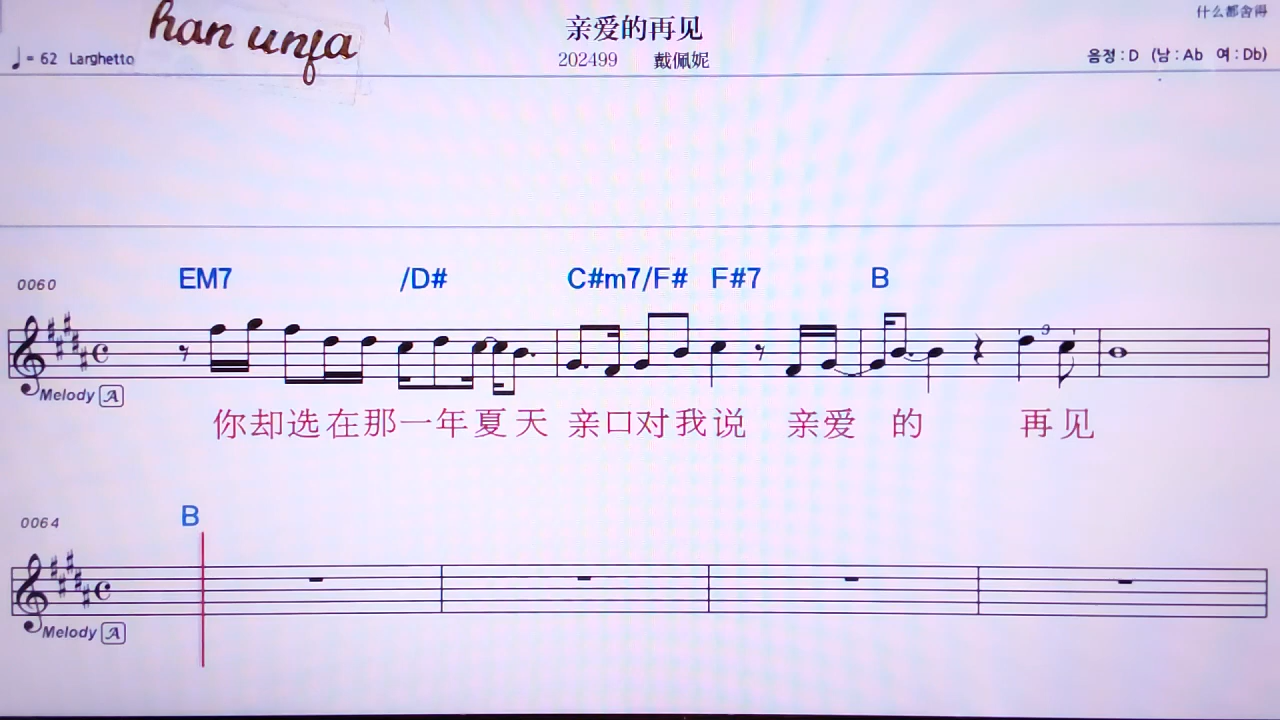 han unfa
亲爱的再见
什么都舍得
♩= 62 Larghetto
202499 戴佩妮
음정 : D (남 : Ab 여 : Db)
0060 EM7 /D# C#m7/F# F#7 B
3
Melody A
你却选在那一年夏天 亲口对我说 亲爱的 再见
0064 B
Melody A